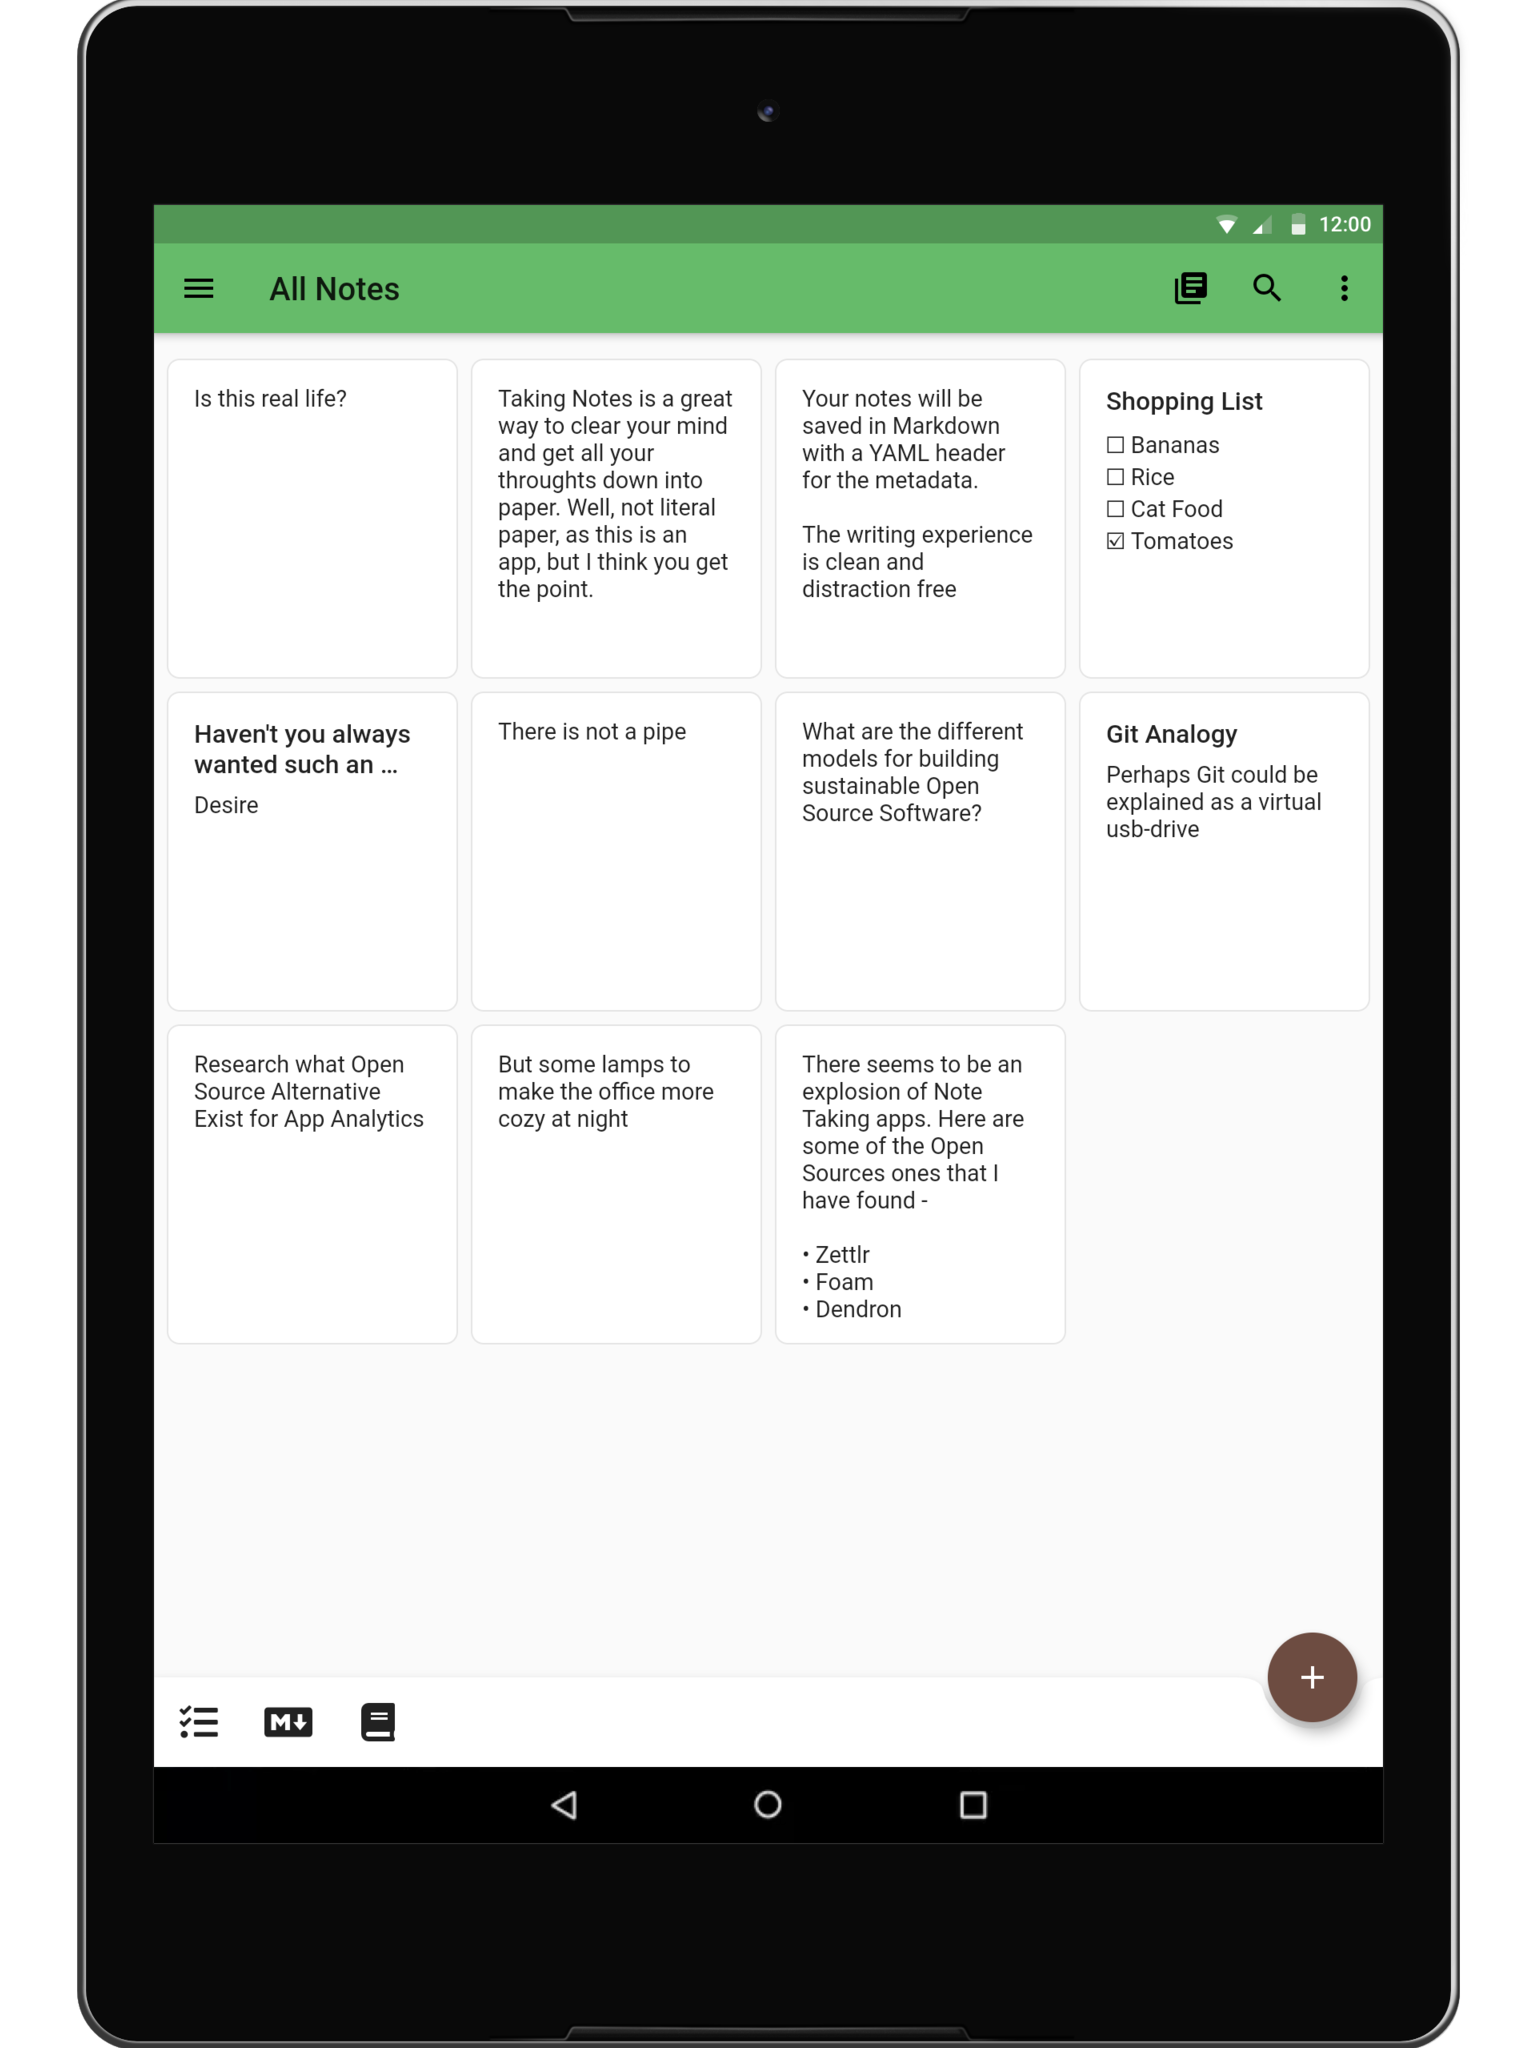 12:00
All Notes
Is this real life?
Taking Notes is a great
way to clear your mind
and get all your
throughts down into
paper. Well, not literal
paper, as this is an
app, but I think you get
the point.
Your notes will be
saved in Markdown
with a YAML header
for the metadata.
The writing experience
is clean and
distraction free
Shopping List
☐ Bananas
☐ Rice
☐ Cat Food
☑ Tomatoes
Haven't you always
wanted such an ...
Desire
There is not a pipe
What are the different
models for building
sustainable Open
Source Software?
Git Analogy
Perhaps Git could be
explained as a virtual
usb-drive
Research what Open
Source Alternative
Exist for App Analytics
But some lamps to
make the office more
cozy at night
There seems to be an
explosion of Note
Taking apps. Here are
some of the Open
Sources ones that I
have found -
• Zettlr
• Foam
• Dendron
M